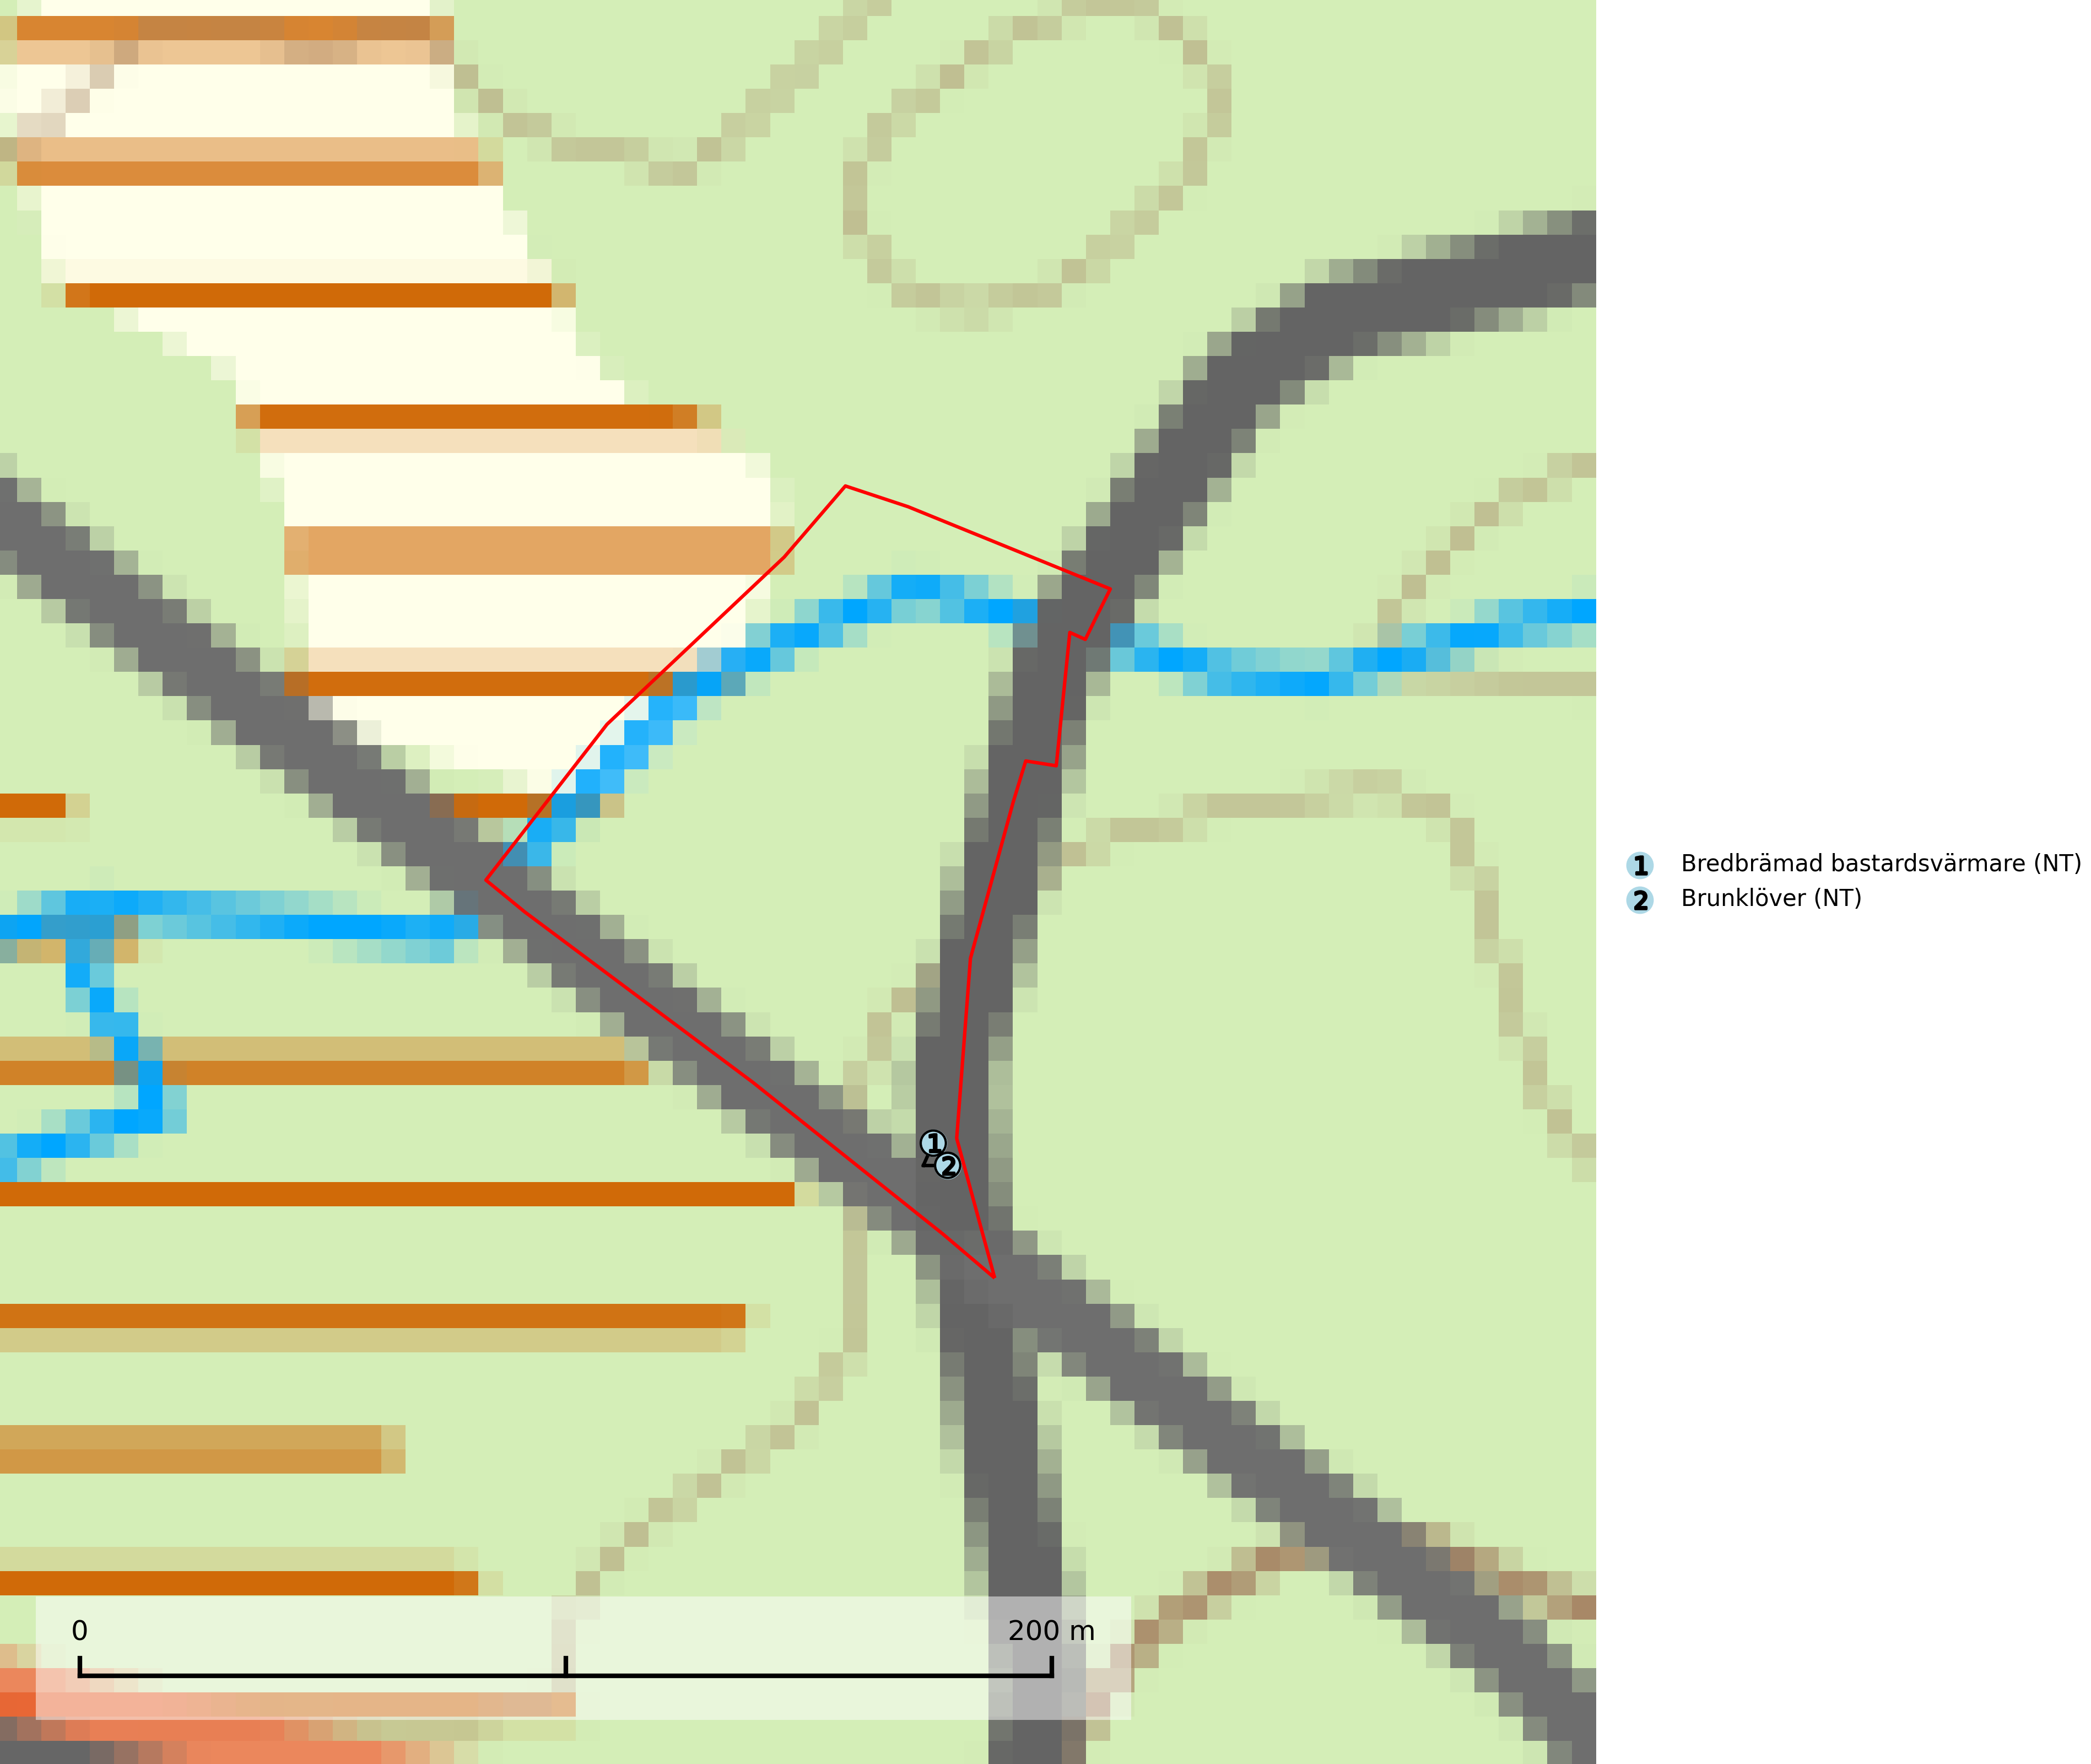 1
2
1 Bredbrämad bastardsvärmare (NT)
2 Brunklöver (NT)
0 200 m